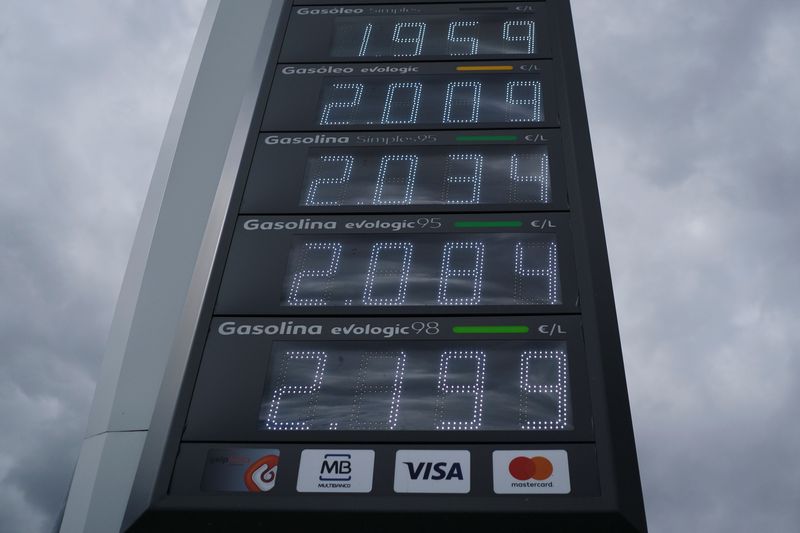 Gasóleo Simples €/L
1.959
Gasóleo evologic €/L
2.009
Gasolina Simples95 €/L
2.034
Gasolina evologic95 €/L
2.084
Gasolina evologic98 €/L
2.199
MB
MULTIBANCO
VISA
mastercard